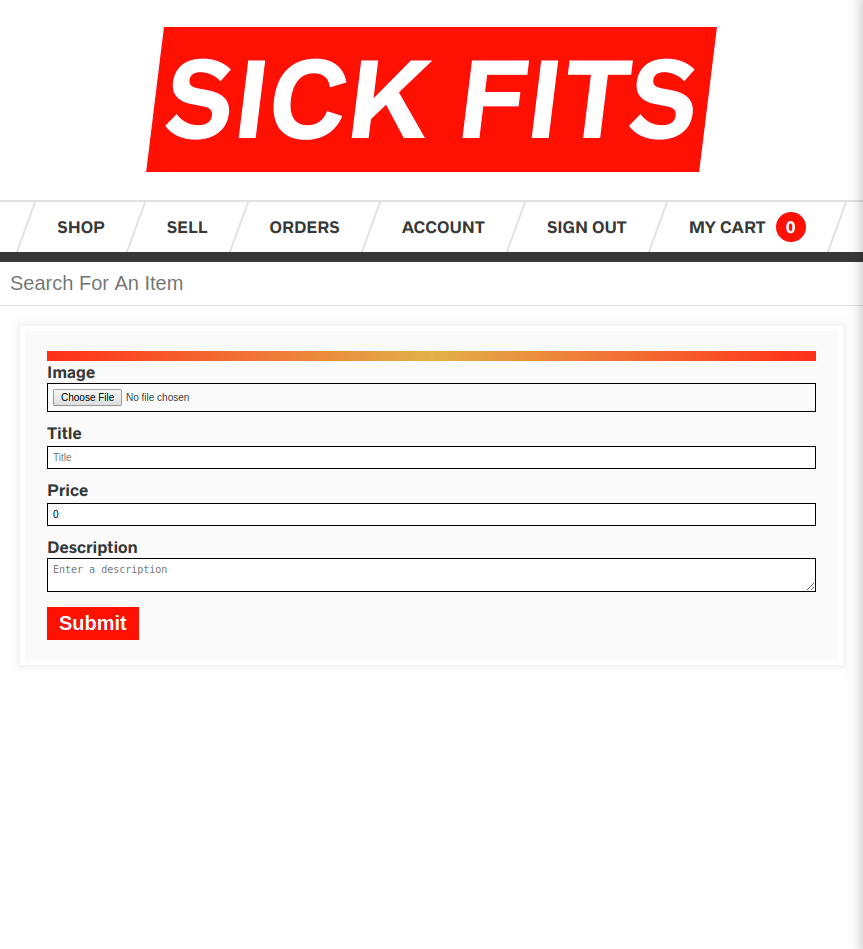 SICK FITS
SHOP SELL ORDERS ACCOUNT SIGN OUT MY CART 0
Search For An Item
Image
Choose File No file chosen
Title
Title
Price
0
Description
Enter a description
Submit